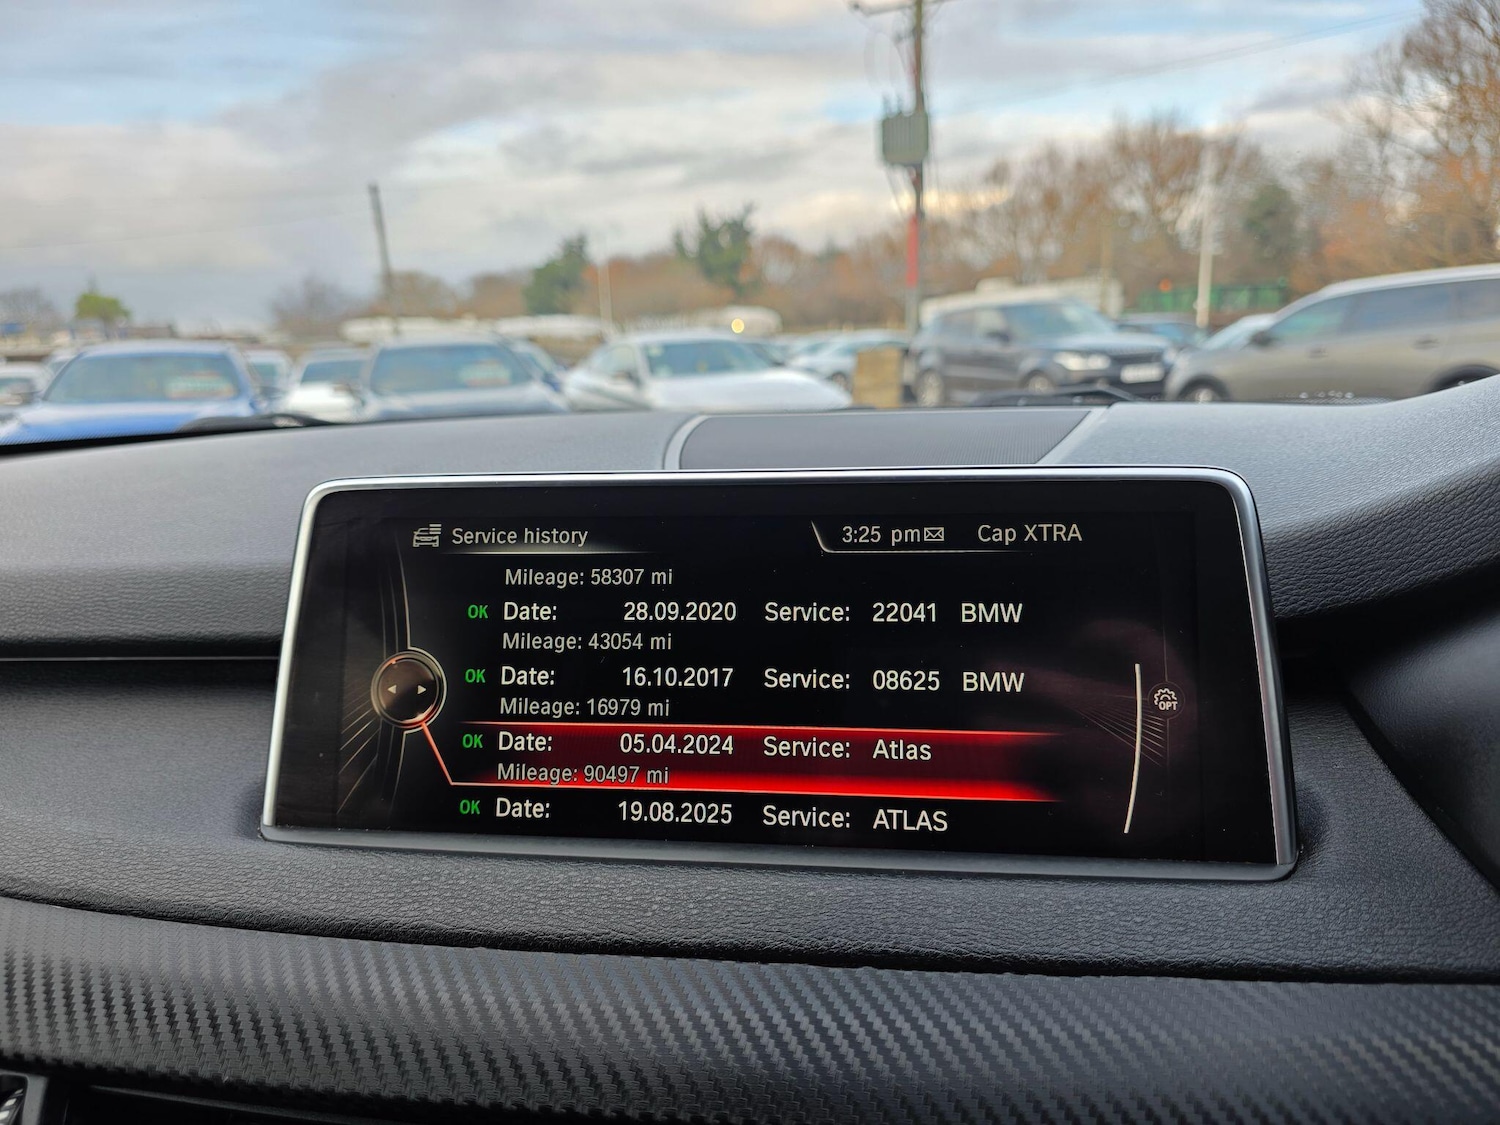 Service history 3:25 pm Cap XTRA
Mileage: 58307 mi
OK Date: 28.09.2020 Service: 22041 BMW
Mileage: 43054 mi
OK Date: 16.10.2017 Service: 08625 BMW
Mileage: 16979 mi
OPT
OK Date: 05.04.2024 Service: Atlas
Mileage: 90497 mi
OK Date: 19.08.2025 Service: ATLAS